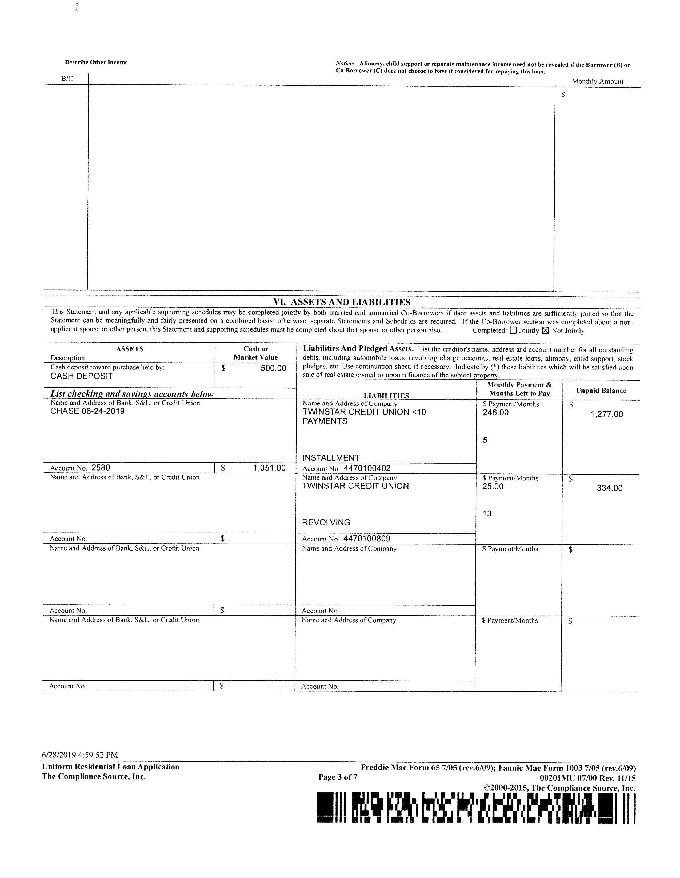 Describe Other Income
Notice: Alimony, child support or separate maintenance income need not be revealed if the Borrower (B) or
Co-Borrower (C) does not choose to have it considered for repaying this loan.
B/C
Monthly Amount
$
VI. ASSETS AND LIABILITIES
This Statement and any applicable supporting schedules may be completed jointly by both married and unmarried Co-Borrowers if their assets and liabilities are sufficiently joined so that the
Statement can be meaningfully and fairly presented on a combined basis; otherwise, separate Statements and Schedules are required. If the Co-Borrower section was completed about a non-
applicant spouse or other person, this Statement and supporting schedules must be completed about that spouse or other person also.
Completed ☐ Jointly ☒ Not Jointly
ASSETS
Description
Cash or
Market Value
Cash deposit toward purchase held by:
CASH DEPOSIT
$ 500.00
List checking and savings accounts below
Name and Address of Bank, S&L, or Credit Union
CHASE 06-24-2019
Account No. 2580
$ 1,051.00
Name and Address of Bank, S&L, or Credit Union
Account No.
$
Name and Address of Bank, S&L, or Credit Union
Account No.
$
Name and Address of Bank, S&L, or Credit Union
Account No.
$
Liabilities And Pledged Assets. List the creditor's name, address and account number for all outstanding
debts, including automobile loans, revolving charge accounts, real estate loans, alimony, child support, stock
pledges, etc. Use continuation sheet, if necessary. Indicate by (*) those liabilities which will be satisfied upon
sale of real estate owned or upon refinance of the subject property.
LIABILITIES
Monthly Payment &
Months Left to Pay
Unpaid Balance
Name and Address of Company
TWINSTAR CREDIT UNION <10
PAYMENTS
INSTALLMENT
Account No. 4470100402
$ Payment/Months
246.00
5
$
1,277.00
Name and Address of Company
TWINSTAR CREDIT UNION
REVOLVING
Account No. 4470100809
$ Payment/Months
25.00
13
$
334.00
Name and Address of Company
Account No.
$ Payment/Months
$
Name and Address of Company
Account No.
$ Payment/Months
$
6/28/2019 4:59:53 PM
Uniform Residential Loan Application
The Compliance Source, Inc.
Page 3 of 7
Freddie Mac Form 65 7/05 (rev.6/09); Fannie Mae Form 1003 7/05 (rev.6/09)
00201MU 07/00 Rev. 11/15
©2000-2015, The Compliance Source, Inc.